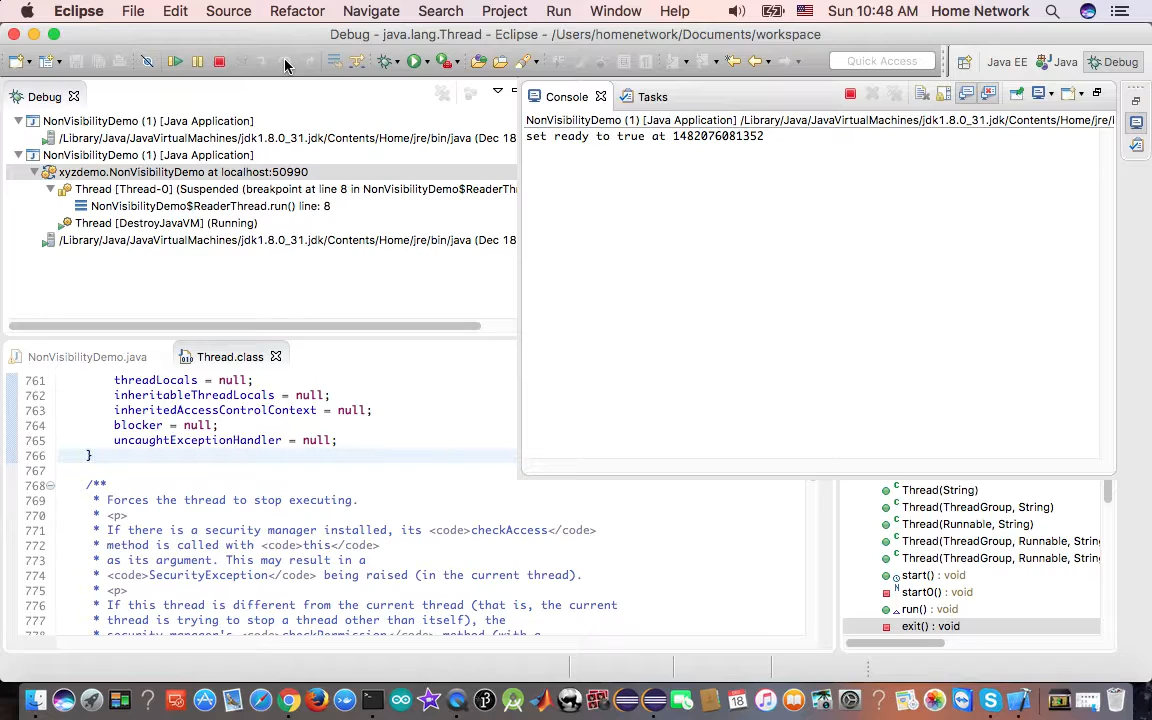 Eclipse File Edit Source Refactor Navigate Search Project Run Window Help Sun 10:48 AM Home Network
Debug - java.lang.Thread - Eclipse - /Users/homenetwork/Documents/workspace
Quick Access Java EE Java Debug
Debug
NonVisibilityDemo (1) [Java Application]
/Library/Java/JavaVirtualMachines/jdk1.8.0_31.jdk/Contents/Home/jre/bin/java (Dec 18
NonVisibilityDemo (1) [Java Application]
xyzdemo.NonVisibilityDemo at localhost:50990
Thread [Thread-0] (Suspended (breakpoint at line 8 in NonVisibilityDemo$ReaderThr
NonVisibilityDemo$ReaderThread.run() line: 8
Thread [DestroyJavaVM] (Running)
/Library/Java/JavaVirtualMachines/jdk1.8.0_31.jdk/Contents/Home/jre/bin/java (Dec 18
Console Tasks
NonVisibilityDemo (1) [Java Application] /Library/Java/JavaVirtualMachines/jdk1.8.0_31.jdk/Contents/Home/jre/
set ready to true at 1482076081352
NonVisibilityDemo.java Thread.class
761 threadLocals = null;
762 inheritableThreadLocals = null;
763 inheritedAccessControlContext = null;
764 blocker = null;
765 uncaughtExceptionHandler = null;
766 }
767
768 /**
769 * Forces the thread to stop executing.
770 * <p>
771 * If there is a security manager installed, its <code>checkAccess</code>
772 * method is called with <code>this</code>
773 * as its argument. This may result in a
774 * <code>SecurityException</code> being raised (in the current thread).
775 * <p>
776 * If this thread is different from the current thread (that is, the current
777 * thread is trying to stop a thread other than itself), the
778 * security manager's <code>checkPermission</code> method (with a
Thread(String)
Thread(ThreadGroup, String)
Thread(Runnable, String)
Thread(ThreadGroup, Runnable, String)
Thread(ThreadGroup, Runnable, String,
start() : void
start0() : void
run() : void
exit() : void
18